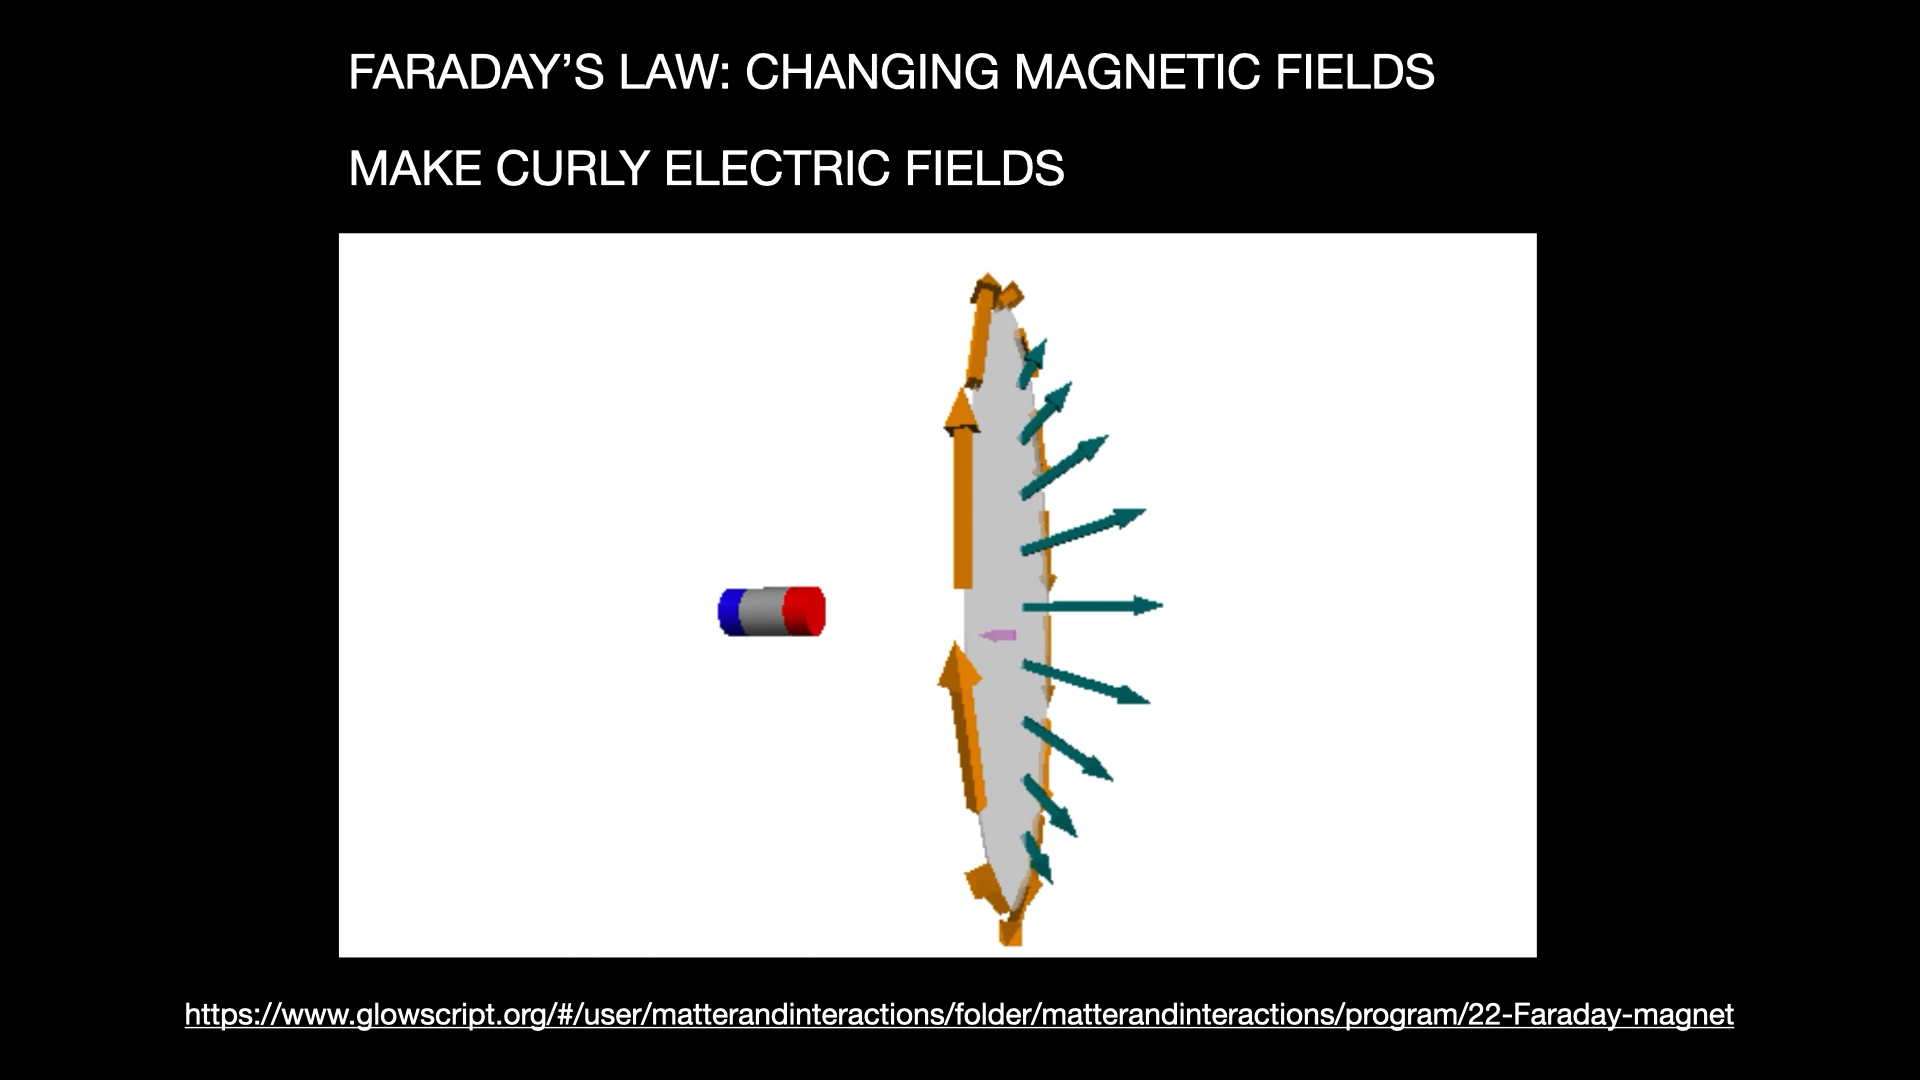 FARADAY’S LAW: CHANGING MAGNETIC FIELDS
MAKE CURLY ELECTRIC FIELDS
https://www.glowscript.org/#/user/matterandinteractions/folder/matterandinteractions/program/22-Faraday-magnet